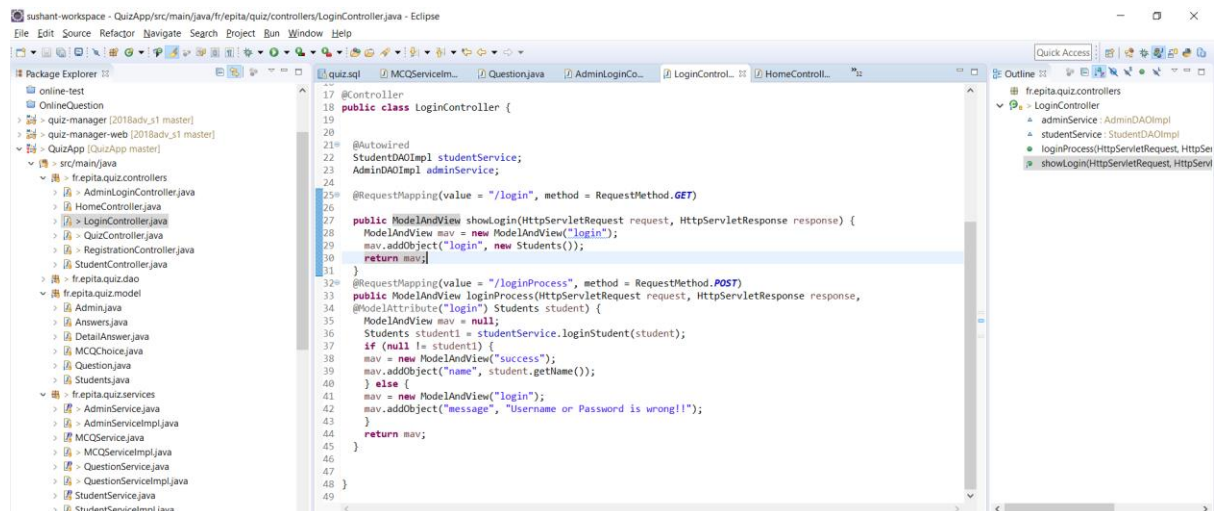 sushant-workspace - QuizApp/src/main/java/fr/epita/quiz/controllers/LoginController.java - Eclipse
File Edit Source Refactor Navigate Search Project Run Window Help
Quick Access
Package Explorer
online-test
OnlineQuestion
> quiz-manager [2018adv_s1 master]
> quiz-manager-web [2018adv_s1 master]
> QuizApp [QuizApp master]
> src/main/java
> fr.epita.quiz.controllers
> AdminLoginController.java
> HomeController.java
> LoginController.java
> QuizController.java
> RegistrationController.java
StudentController.java
> fr.epita.quiz.dao
fr.epita.quiz.model
Admin.java
Answers.java
DetailAnswer.java
MCQChoice.java
Question.java
Students.java
> fr.epita.quiz.services
> AdminService.java
> AdminServiceImpl.java
MCQService.java
> MCQServiceImpl.java
> QuestionService.java
> QuestionServiceImpl.java
StudentService.java
StudentServiceImpl.java
quiz.sql MCQServiceIm... Question.java AdminLoginCo... LoginControl... HomeControll... »12
17 @Controller
18 public class LoginController {
19
20
21 @Autowired
22 StudentDAOImpl studentService;
23 AdminDAOImpl adminService;
24
25 @RequestMapping(value = "/login", method = RequestMethod.GET)
26
27 public ModelAndView showLogin(HttpServletRequest request, HttpServletResponse response) {
28 ModelAndView mav = new ModelAndView("login");
29 mav.addObject("login", new Students());
30 return mav;
31 }
32 @RequestMapping(value = "/loginProcess", method = RequestMethod.POST)
33 public ModelAndView loginProcess(HttpServletRequest request, HttpServletResponse response,
34 @ModelAttribute("login") Students student) {
35 ModelAndView mav = null;
36 Students student1 = studentService.loginStudent(student);
37 if (null != student1) {
38 mav = new ModelAndView("success");
39 mav.addObject("name", student.getName());
40 } else {
41 mav = new ModelAndView("login");
42 mav.addObject("message", "Username or Password is wrong!!");
43 }
44 return mav;
45 }
46
47
48 }
49
Outline
fr.epita.quiz.controllers
> LoginController
adminService : AdminDAOImpl
studentService : StudentDAOImpl
loginProcess(HttpServletRequest, HttpSer
showLogin(HttpServletRequest, HttpServl